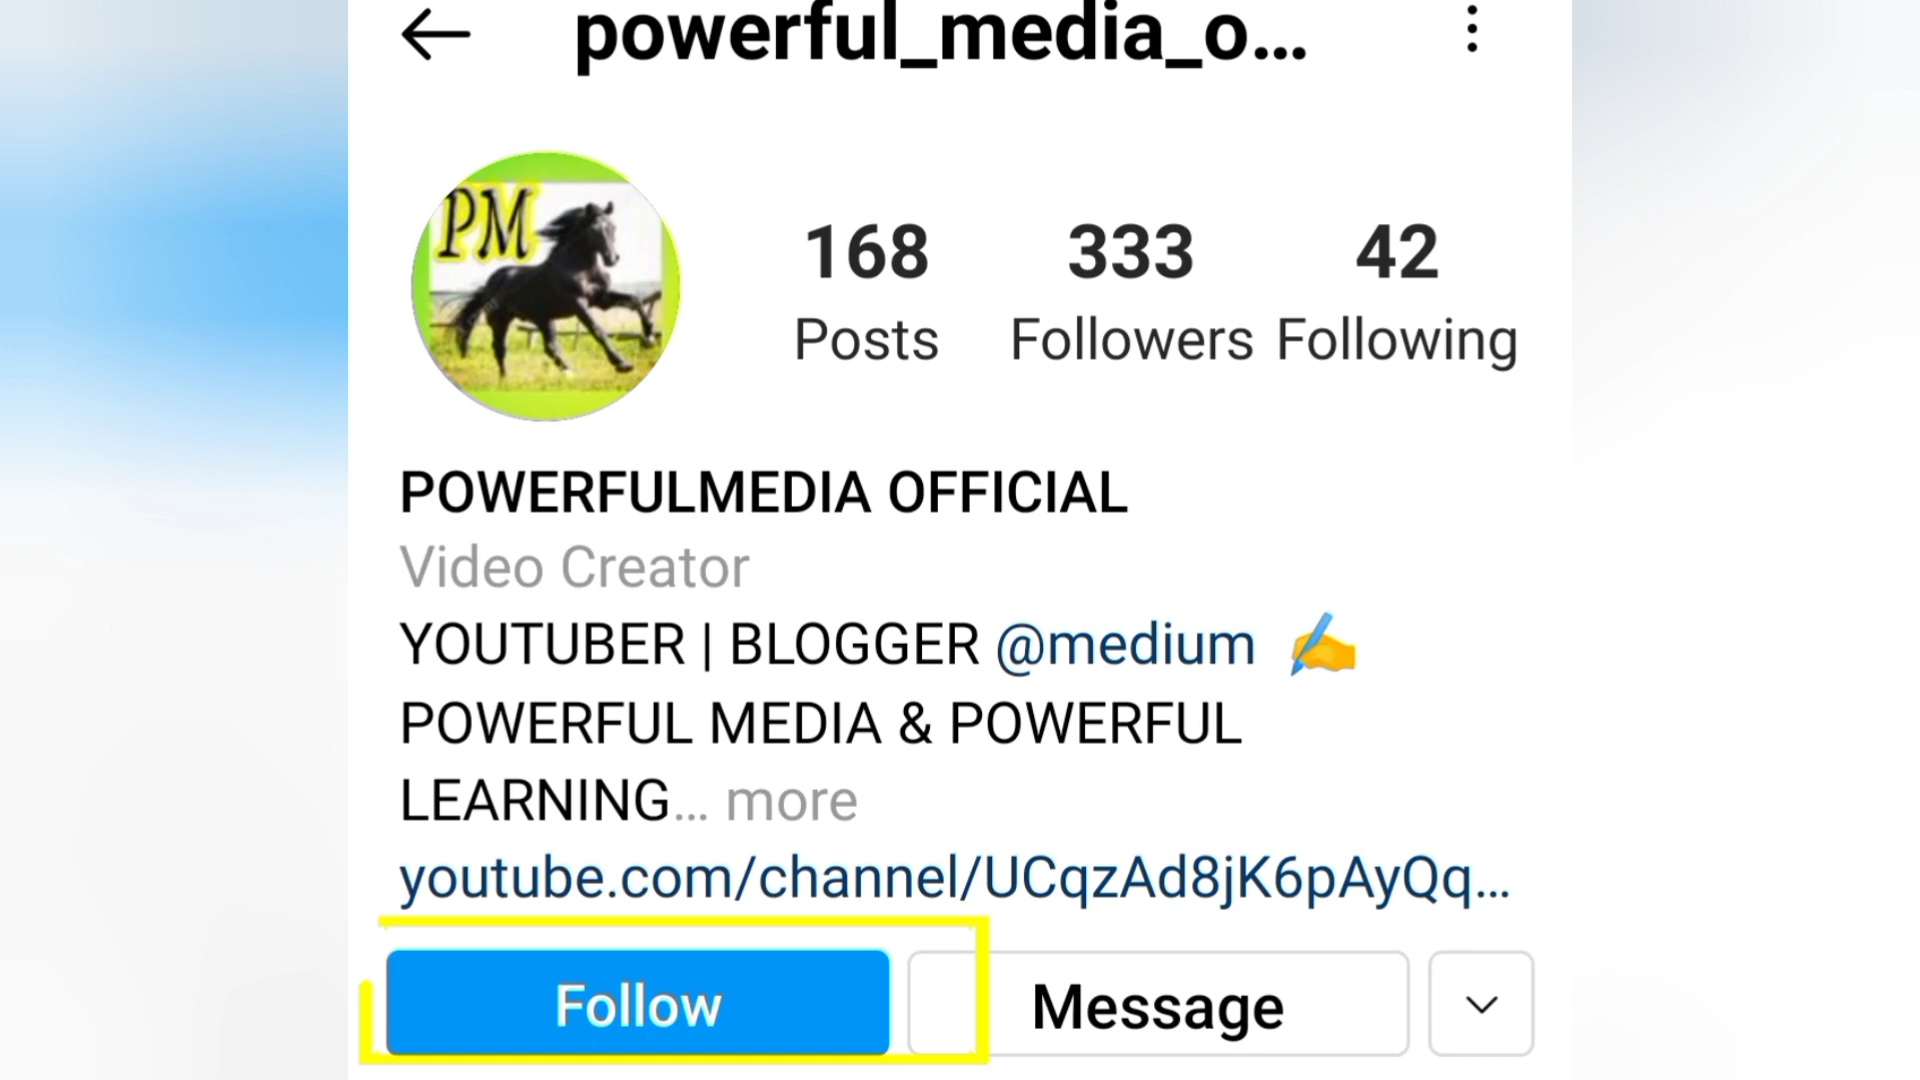 powerful_media_o...
PM
168 333 42
Posts Followers Following
POWERFULMEDIA OFFICIAL
Video Creator
YOUTUBER | BLOGGER @medium ✍️
POWERFUL MEDIA & POWERFUL
LEARNING... more
youtube.com/channel/UCqzAd8jK6pAyQq...
Follow Message